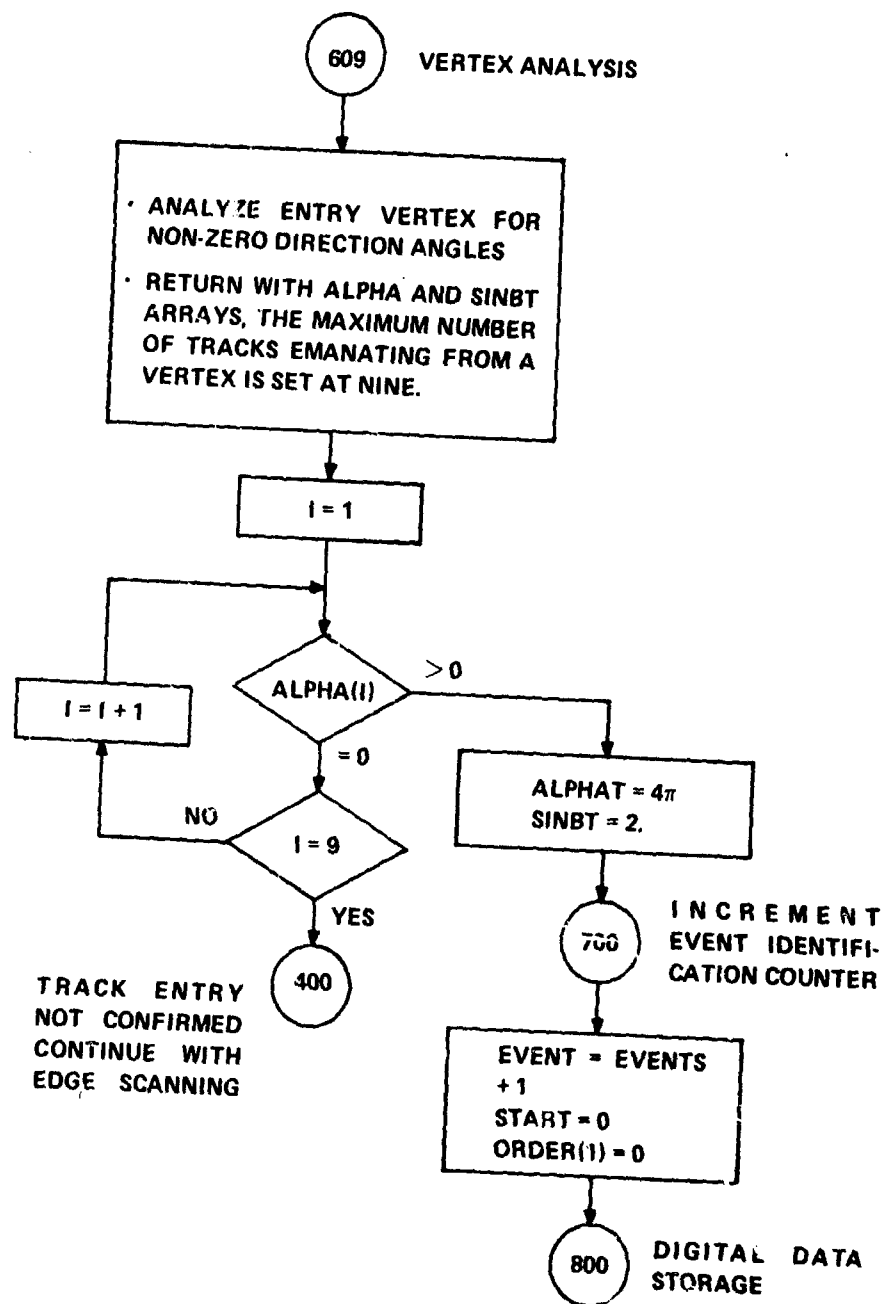 609
VERTEX ANALYSIS
· ANALYZE ENTRY VERTEX FOR
NON-ZERO DIRECTION ANGLES
· RETURN WITH ALPHA AND SINBT
ARRAYS, THE MAXIMUM NUMBER
OF TRACKS EMANATING FROM A
VERTEX IS SET AT NINE.
I = 1
ALPHA(I)
> 0
I = I + 1
= 0
NO
I = 9
YES
400
TRACK ENTRY
NOT CONFIRMED
CONTINUE WITH
EDGE SCANNING
ALPHAT = 4π
SINBT = 2.
700
INCREMENT
EVENT IDENTIFI-
CATION COUNTER
EVENT = EVENTS
+ 1
START = 0
ORDER(1) = 0
800
DIGITAL DATA
STORAGE